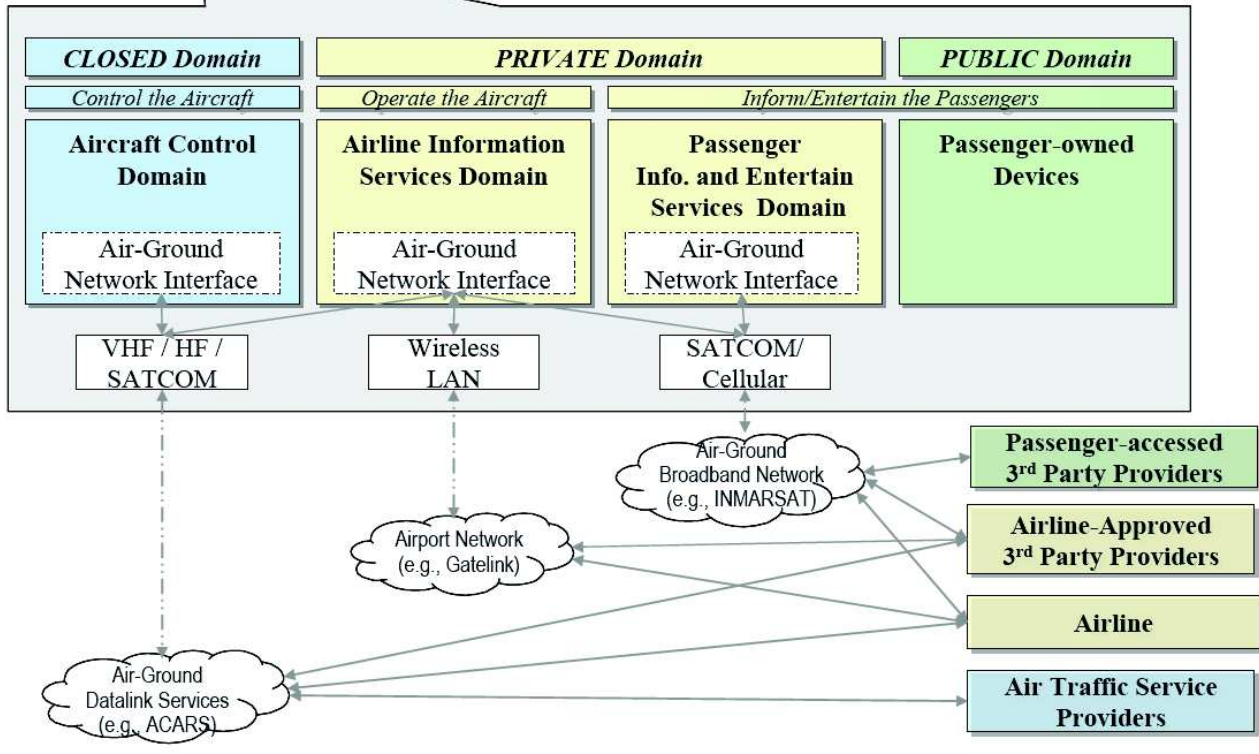 CLOSED Domain
PRIVATE Domain
PUBLIC Domain
Control the Aircraft
Operate the Aircraft
Inform/Entertain the Passengers
Aircraft Control
Domain
Airline Information
Services Domain
Passenger
Info. and Entertain
Services Domain
Passenger-owned
Devices
Air-Ground
Network Interface
Air-Ground
Network Interface
Air-Ground
Network Interface
VHF / HF /
SATCOM
Wireless
LAN
SATCOM/
Cellular
Air-Ground
Broadband Network
(e.g., INMARSAT)
Passenger-accessed
3rd Party Providers
Airport Network
(e.g., Gatelink)
Airline-Approved
3rd Party Providers
Airline
Air-Ground
Datalink Services
(e.g., ACARS)
Air Traffic Service
Providers